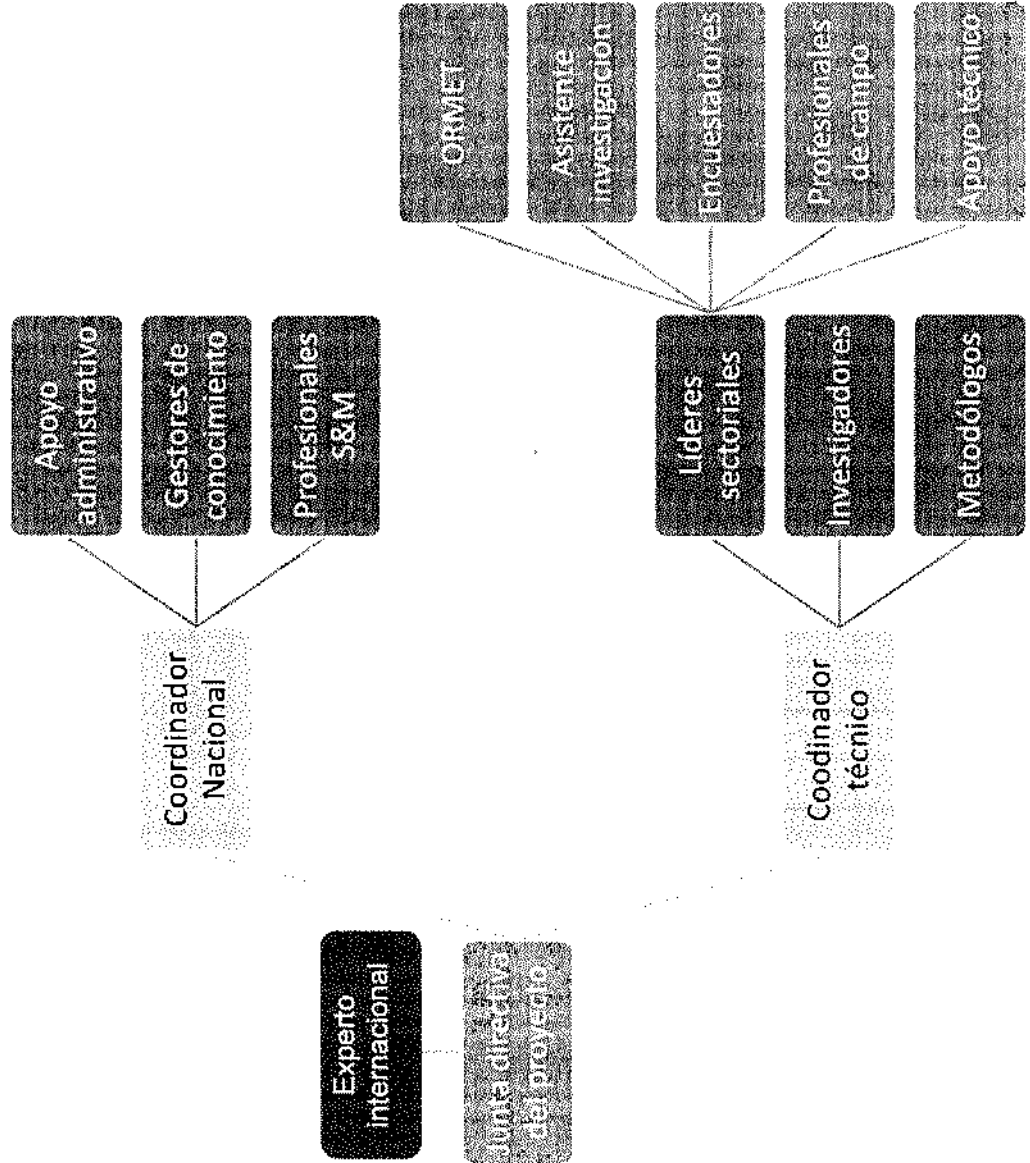 Junta directiva
del proyecto
Experto
internacional
Coodinador
técnico
Coordinador
Nacional
Metodólogos
Investigadores
Líderes
sectoriales
Profesionales
S&M
Gestores de
conocimiento
Apoyo
administrativo
Apoyo técnico
Profesionales
de campo
Encuestadores
Asistente
investigacion
ORMET